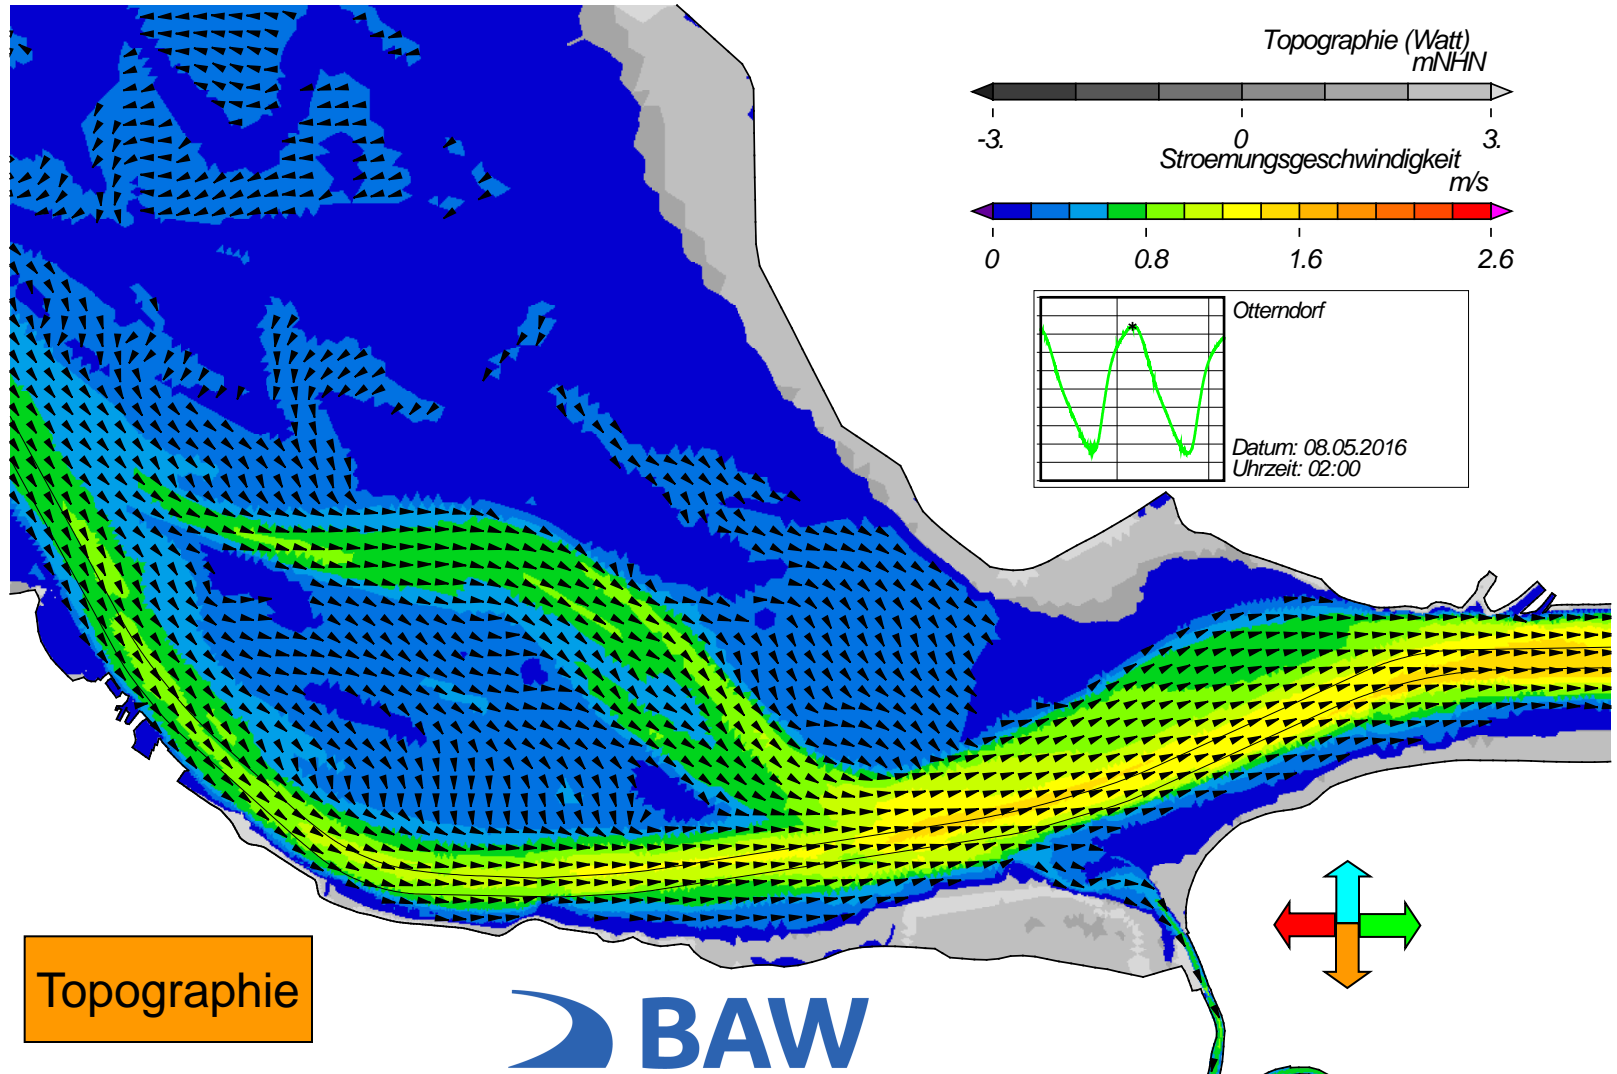 Topographie (Watt)
mNHN
-3. 0 3.
Stroemungsgeschwindigkeit
m/s
0 0.8 1.6 2.6
Otterndorf
Datum: 08.05.2016
Uhrzeit: 02:00
Topographie
BAW